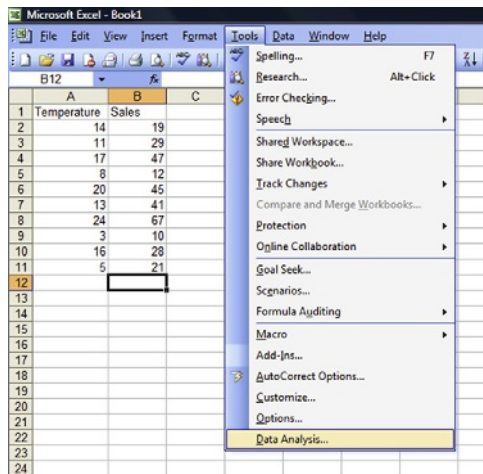 Microsoft Excel - Book1
File Edit View Insert Format Tools Data Window Help
B12 fx
A B C
1 Temperature Sales
2 14 19
3 11 29
4 17 47
5 8 12
6 20 45
7 13 41
8 24 67
9 3 10
10 16 28
11 5 21
12
13
14
15
16
17
18
19
20
21
22
23
24
Spelling... F7
Research... Alt+Click
Error Checking...
Speech
Shared Workspace...
Share Workbook...
Track Changes
Compare and Merge Workbooks...
Protection
Online Collaboration
Goal Seek...
Scenarios...
Formula Auditing
Macro
Add-Ins...
AutoCorrect Options...
Customize...
Options...
Data Analysis...